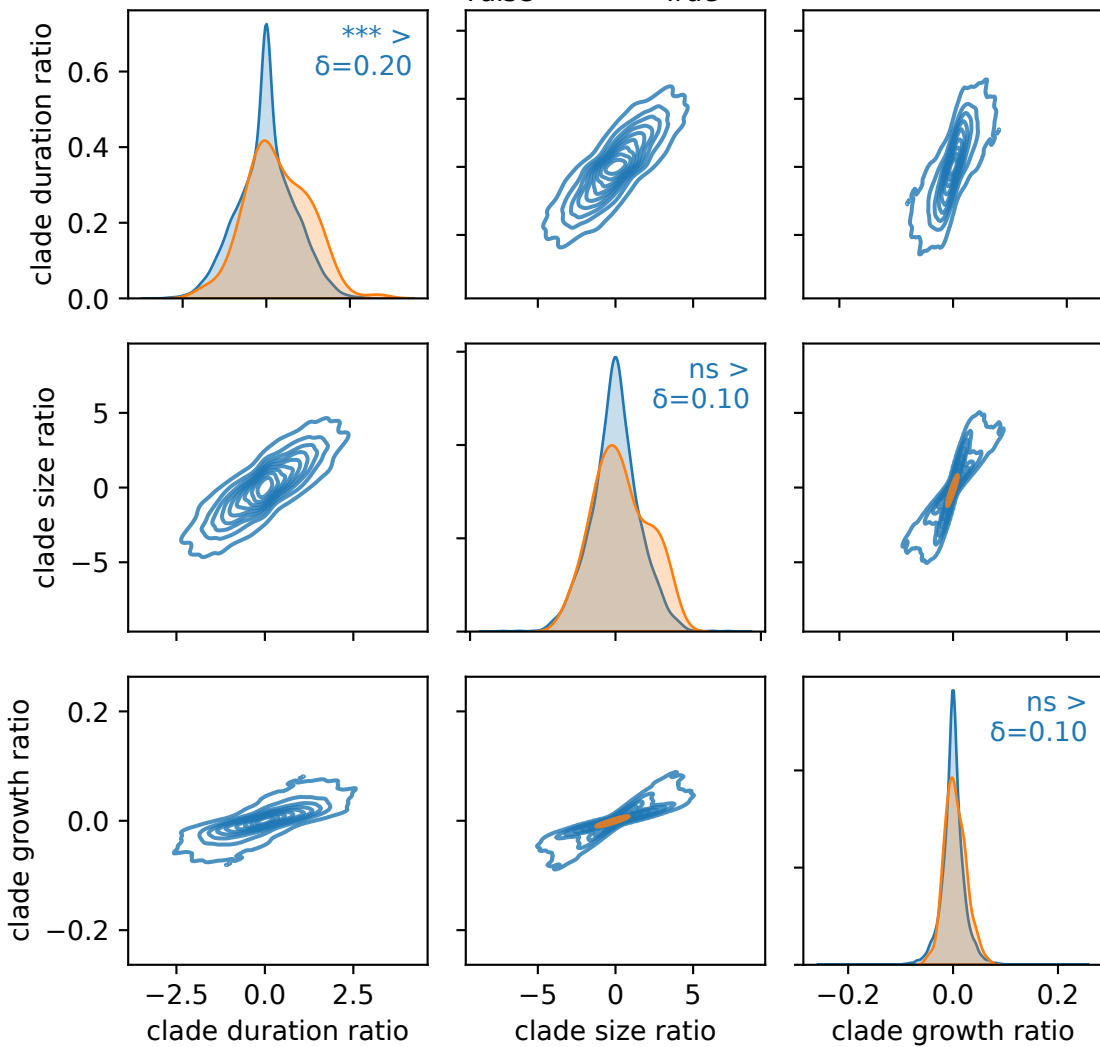 clade duration ratio
0.6
0.4
0.2
0.0
*** >
δ=0.20
clade size ratio
5
0
−5
ns >
δ=0.10
clade growth ratio
0.2
0.0
−0.2
ns >
δ=0.10
−2.5 0.0 2.5
−5 0 5
−0.2 0.0 0.2
clade duration ratio
clade size ratio
clade growth ratio